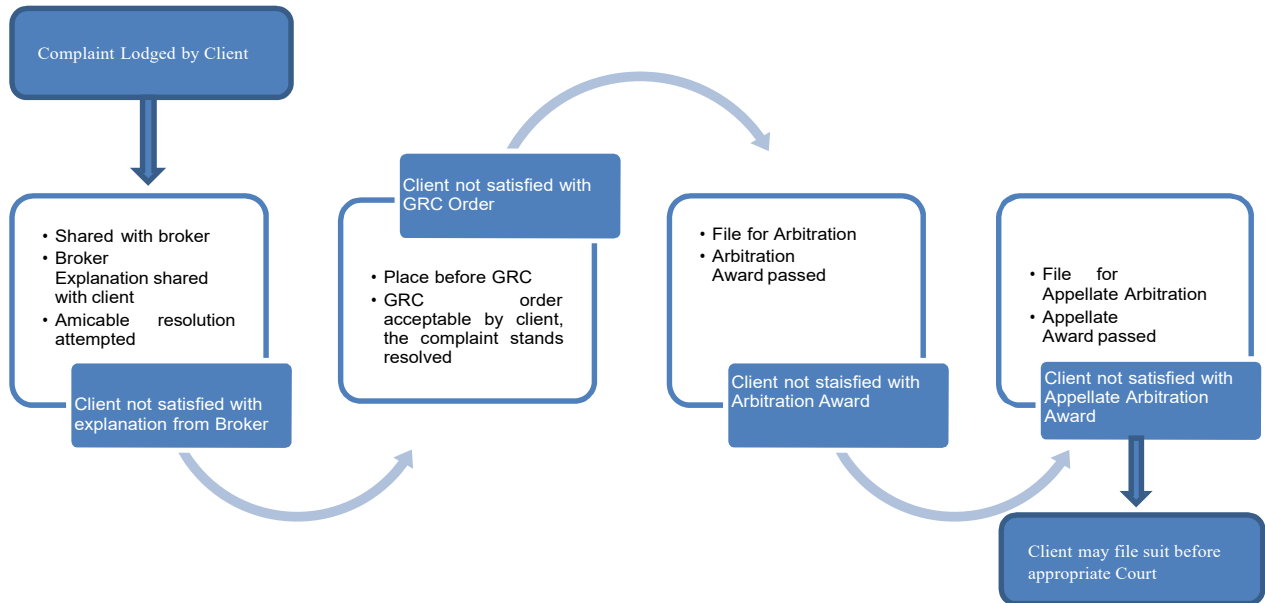 Complaint Lodged by Client
• Shared with broker
• Broker
Explanation shared
with client
• Amicable resolution
attempted
Client not satisfied with
explanation from Broker
Client not satisfied with
GRC Order
• Place before GRC
• GRC order
acceptable by client,
the complaint stands
resolved
• File for Arbitration
• Arbitration
Award passed
Client not staisfied with
Arbitration Award
• File for
Appellate Arbitration
• Appellate
Award passed
Client not satisfied with
Appellate Arbitration
Award
Client may file suit before
appropriate Court